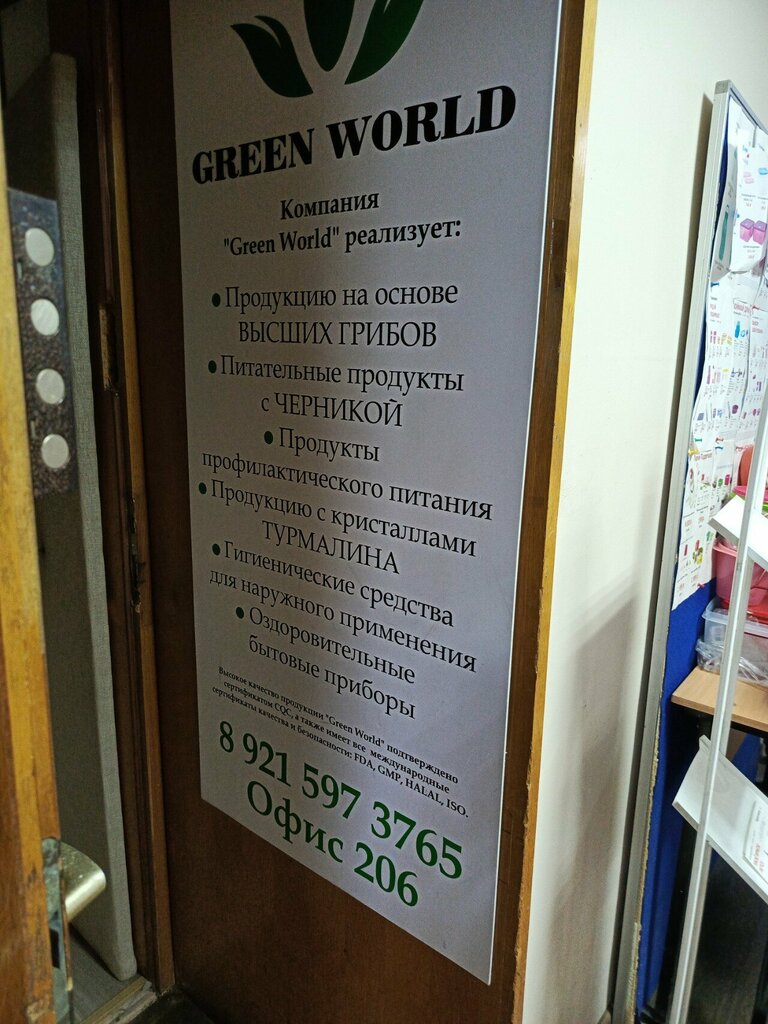 GREEN WORLD
Компания
"Green World" реализует:
• Продукцию на основе
ВЫСШИХ ГРИБОВ
• Питательные продукты
с ЧЕРНИКОЙ
• Продукты
профилактического питания
• Продукцию с кристаллами
ТУРМАЛИНА
• Гигиенические средства
для наружного применения
• Оздоровительные
бытовые приборы
Высокое качество продукции "Green World" подтверждено
сертификатом CQC, а также имеет все международные
сертификаты качества и безопасности: FDA, GMP, HALAL, ISO.
8 921 597 3765
Офис 206